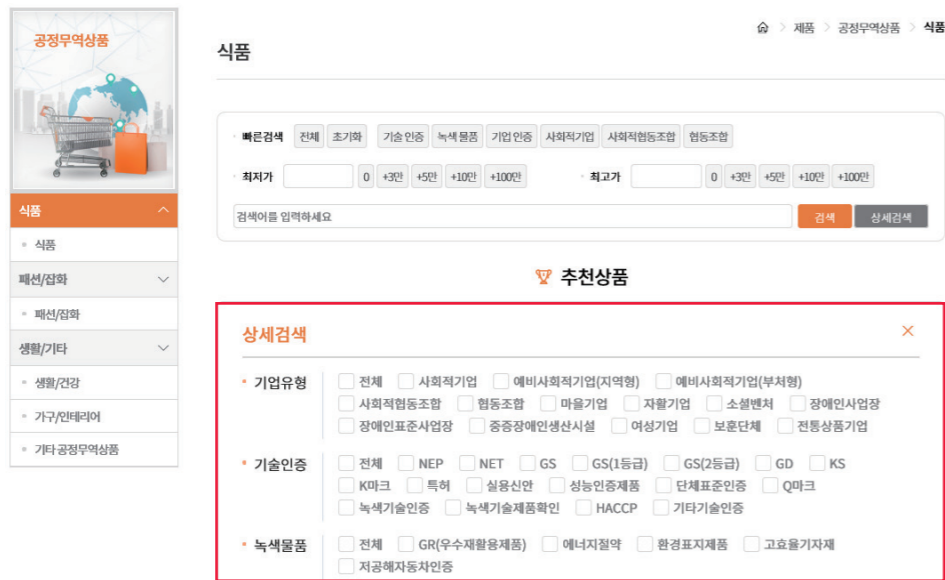 공정무역상품
식품
식품
패션/잡화
패션/잡화
생활/기타
생활/건강
가구/인테리어
기타 공정무역상품
제품 > 공정무역상품 > 식품
식품
빠른검색 전체 초기화 기술 인증 녹색 물품 기업 인증 사회적기업 사회적협동조합 협동조합
최저가 0 +3만 +5만 +10만 +100만 최고가 0 +3만 +5만 +10만 +100만
검색어를 입력하세요 검색 상세검색
추천상품
상세검색
기업유형 전체 사회적기업 예비사회적기업(지역형) 예비사회적기업(부처형)
사회적협동조합 협동조합 마을기업 자활기업 소셜벤처 장애인사업장
장애인표준사업장 중증장애인생산시설 여성기업 보훈단체 전통상품기업
기술인증 전체 NEP NET GS GS(1등급) GS(2등급) GD KS
K마크 특허 실용신안 성능인증제품 단체표준인증 Q마크
녹색기술인증 녹색기술제품확인 HACCP 기타기술인증
녹색물품 전체 GR(우수재활용제품) 에너지절약 환경표지제품 고효율기자재
저공해자동차인증